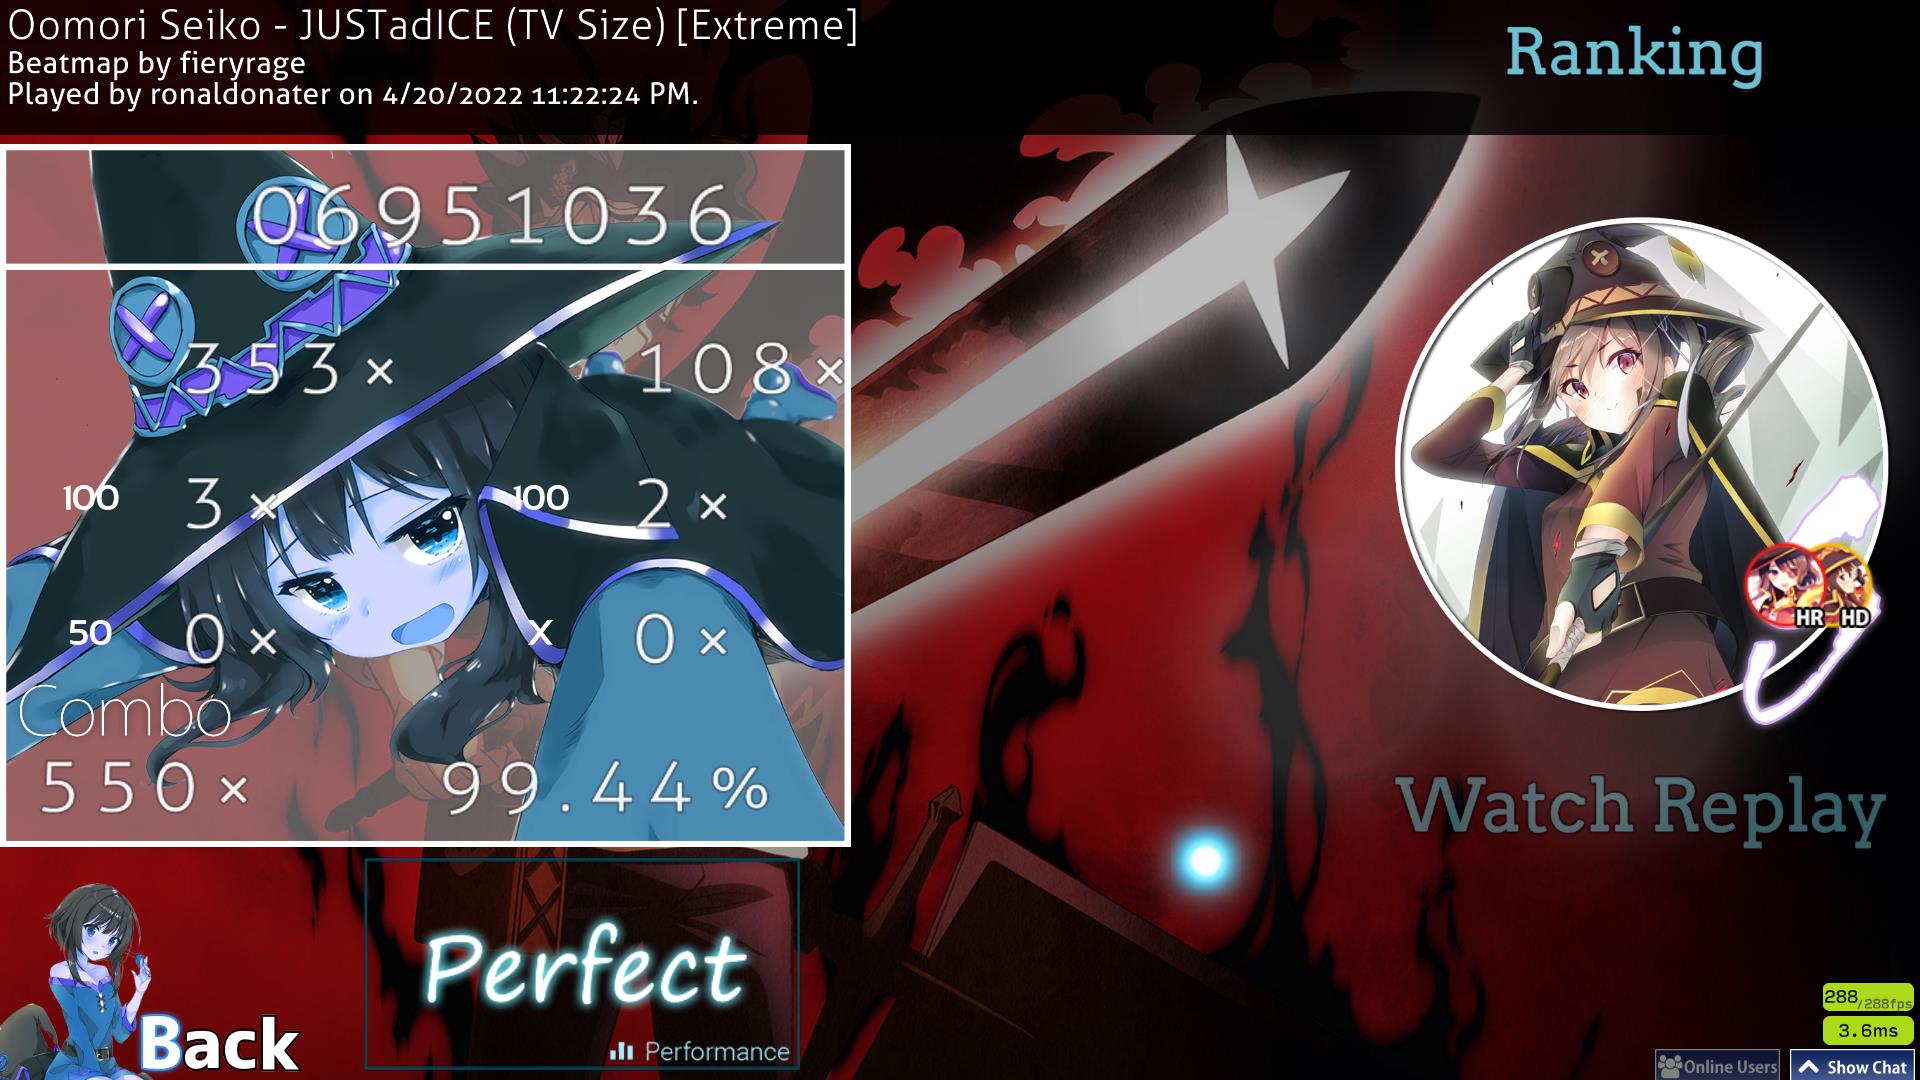 Oomori Seiko - JUSTadICE (TV Size) [Extreme]
Beatmap by fieryrage
Played by ronaldonater on 4/20/2022 11:22:24 PM.
Ranking
06951036
353× 108×
100 3× 100 2×
50 0× X 0×
HR HD
Combo
550× 99.44%
Watch Replay
Perfect
Performance
Back
288/288fps
3.6ms
Online Users Show Chat